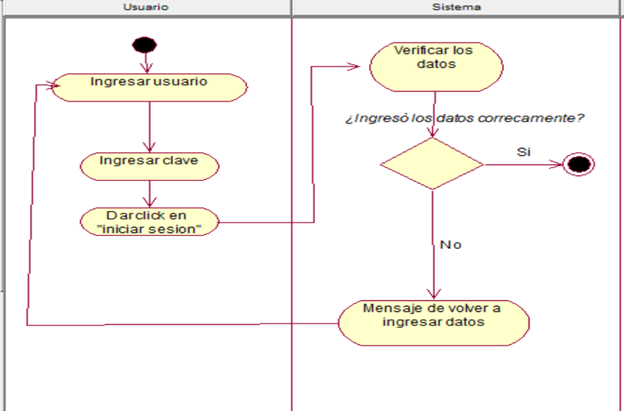 Usuario
Sistema
Ingresar usuario
Ingresar clave
Dar click en
"iniciar sesion"
Verificar los
datos
¿Ingresó los datos correcamente?
Si
No
Mensaje de volver a
ingresar datos